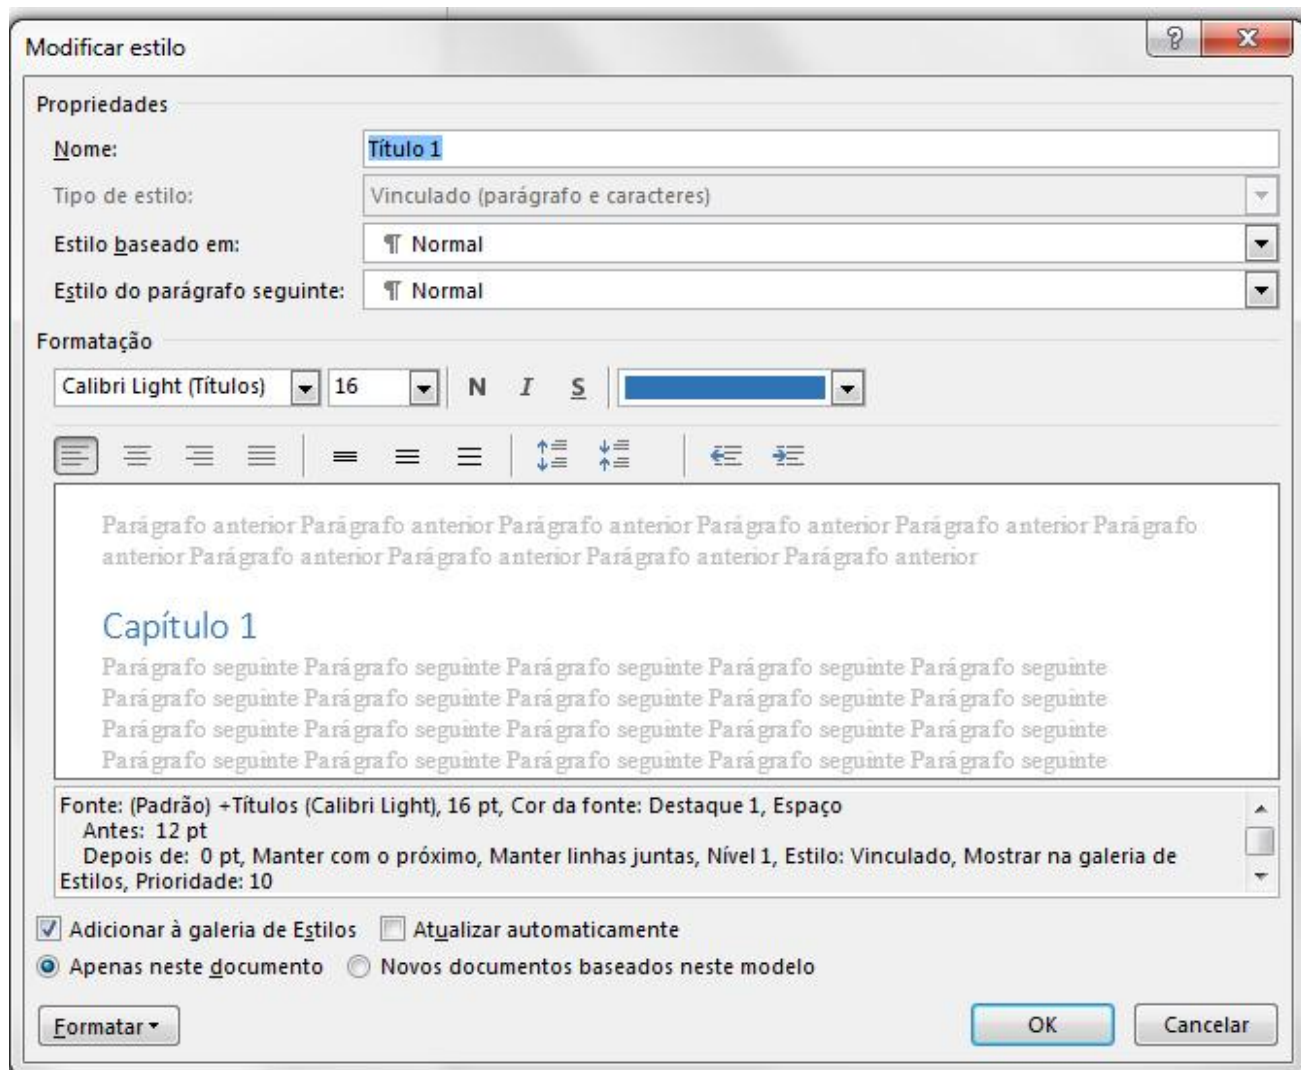 Modificar estilo
Propriedades
Nome:
Título 1
Tipo de estilo:
Vinculado (parágrafo e caracteres)
Estilo baseado em:
¶ Normal
Estilo do parágrafo seguinte:
¶ Normal
Formatação
Calibri Light (Títulos) 16 N I S
Parágrafo anterior Parágrafo anterior Parágrafo anterior Parágrafo anterior Parágrafo anterior Parágrafo
anterior Parágrafo anterior Parágrafo anterior Parágrafo anterior
Capítulo 1
Parágrafo seguinte Parágrafo seguinte Parágrafo seguinte Parágrafo seguinte Parágrafo seguinte
Parágrafo seguinte Parágrafo seguinte Parágrafo seguinte Parágrafo seguinte Parágrafo seguinte
Parágrafo seguinte Parágrafo seguinte Parágrafo seguinte Parágrafo seguinte Parágrafo seguinte
Parágrafo seguinte Parágrafo seguinte Parágrafo seguinte Parágrafo seguinte Parágrafo seguinte
Fonte: (Padrão) +Títulos (Calibri Light), 16 pt, Cor da fonte: Destaque 1, Espaço
Antes: 12 pt
Depois de: 0 pt, Manter com o próximo, Manter linhas juntas, Nível 1, Estilo: Vinculado, Mostrar na galeria de
Estilos, Prioridade: 10
Adicionar à galeria de Estilos Atualizar automaticamente
Apenas neste documento Novos documentos baseados neste modelo
Formatar OK Cancelar